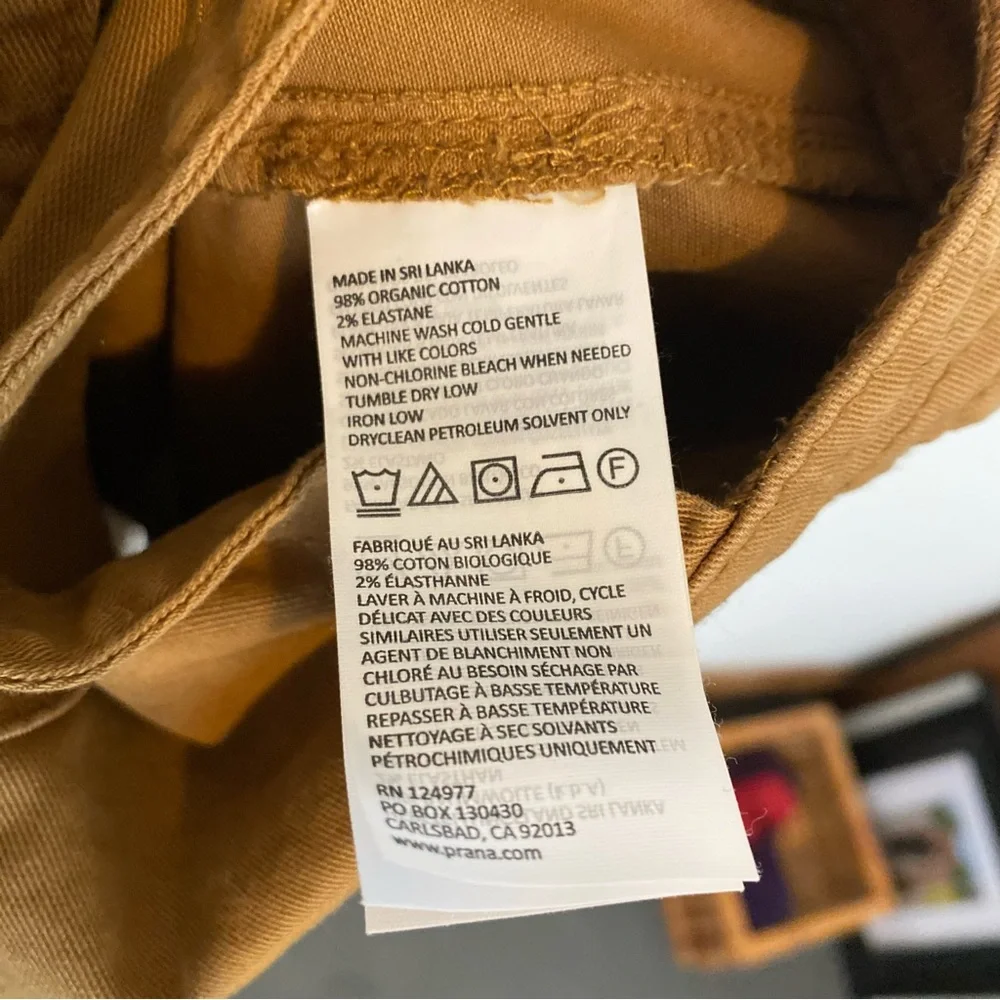 MADE IN SRI LANKA
98% ORGANIC COTTON
2% ELASTANE
MACHINE WASH COLD GENTLE
WITH LIKE COLORS
NON-CHLORINE BLEACH WHEN NEEDED
TUMBLE DRY LOW
IRON LOW
DRYCLEAN PETROLEUM SOLVENT ONLY
F
FABRIQUÉ AU SRI LANKA
98% COTON BIOLOGIQUE
2% ÉLASTHANNE
LAVER À MACHINE À FROID, CYCLE
DÉLICAT AVEC DES COULEURS
SIMILAIRES UTILISER SEULEMENT UN
AGENT DE BLANCHIMENT NON
CHLORÉ AU BESOIN SÉCHAGE PAR
CULBUTAGE À BASSE TEMPÉRATURE
REPASSER À BASSE TEMPÉRATURE
NETTOYAGE À SEC SOLVANTS
PÉTROCHIMIQUES UNIQUEMENT
RN 124977
PO BOX 130430
CARLSBAD, CA 92013
www.prana.com